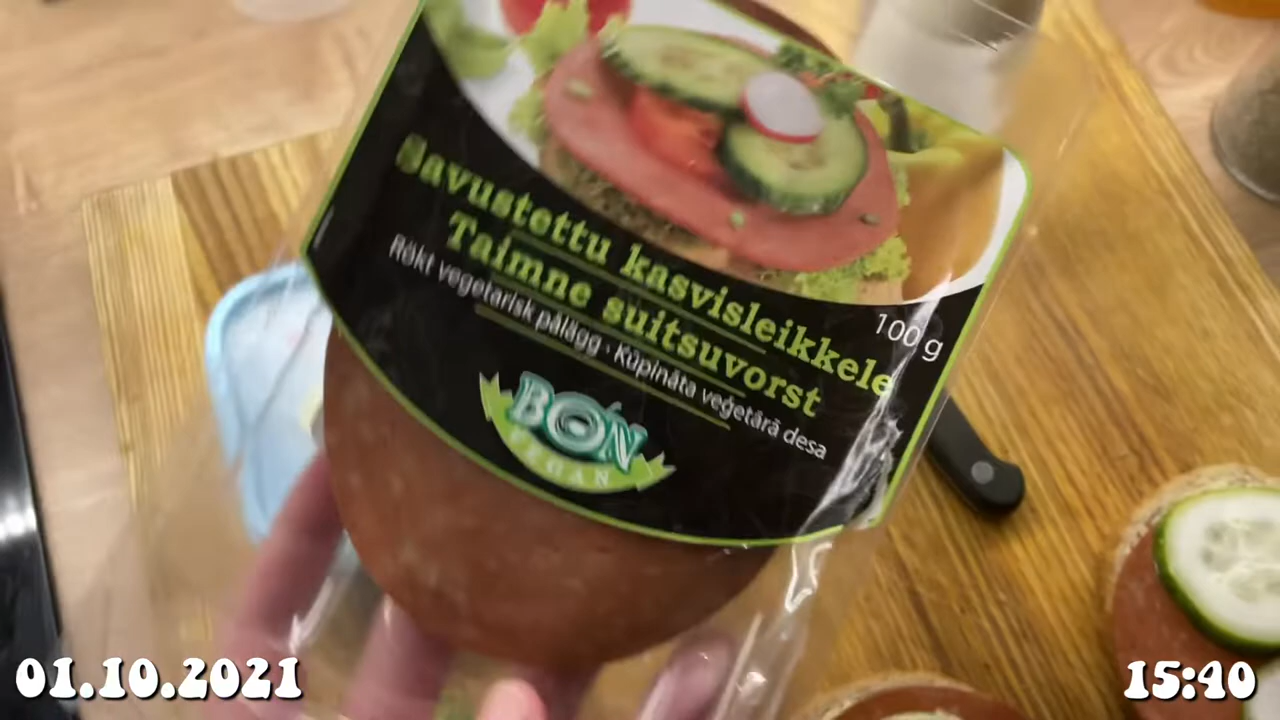 Savustettu kasvisleikkele
Taimne suitsuvorst
Rökt vegetarisk pålägg · Kūpināta veģetārā desa
100 g
BON
VEGAN
01.10.2021
15:40